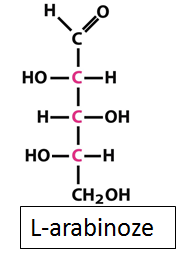 H O
C
HO—C—H
H—C—OH
HO—C—H
CH2OH
L-arabinoze